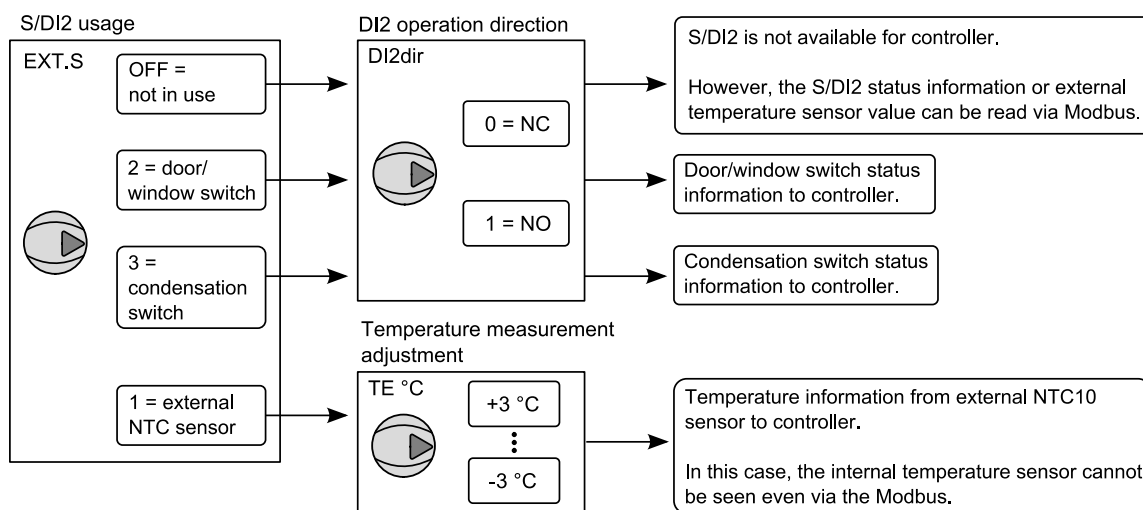 S/DI2 usage
EXT.S
OFF =
not in use
2 = door/
window switch
3 =
condensation
switch
1 = external
NTC sensor
DI2 operation direction
DI2dir
0 = NC
1 = NO
Temperature measurement
adjustment
TE °C
+3 °C
-3 °C
S/DI2 is not available for controller.
However, the S/DI2 status information or external
temperature sensor value can be read via Modbus.
Door/window switch status
information to controller.
Condensation switch status
information to controller.
Temperature information from external NTC10
sensor to controller.
In this case, the internal temperature sensor cannot
be seen even via the Modbus.